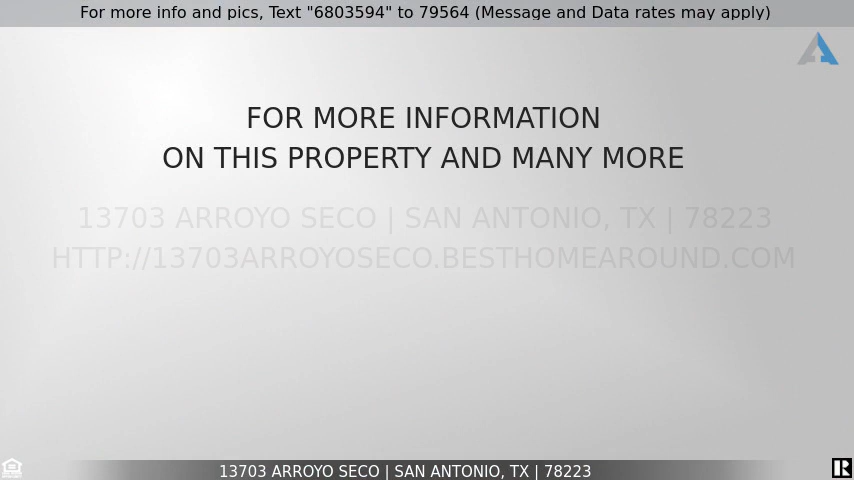 For more info and pics, Text "6803594" to 79564 (Message and Data rates may apply)
FOR MORE INFORMATION
ON THIS PROPERTY AND MANY MORE
13703 ARROYO SECO | SAN ANTONIO, TX | 78223
HTTP://13703ARROYOSECO.BESTHOMEAROUND.COM
13703 ARROYO SECO | SAN ANTONIO, TX | 78223